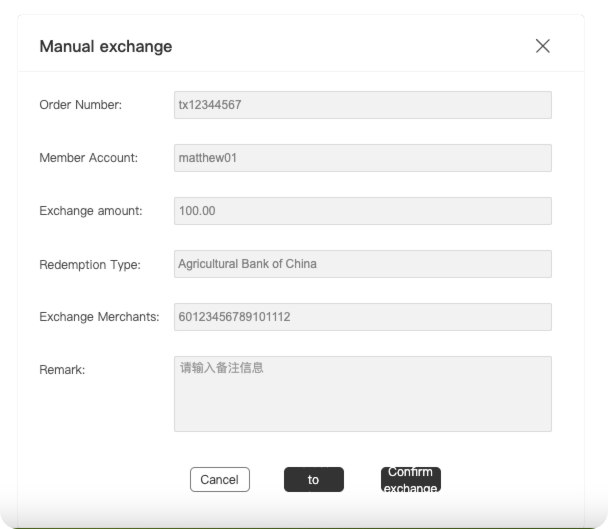 Manual exchange
Order Number: tx12344567
Member Account: matthew01
Exchange amount: 100.00
Redemption Type: Agricultural Bank of China
Exchange Merchants: 60123456789101112
Remark: 请输入备注信息
Cancel to Confirm
exchange